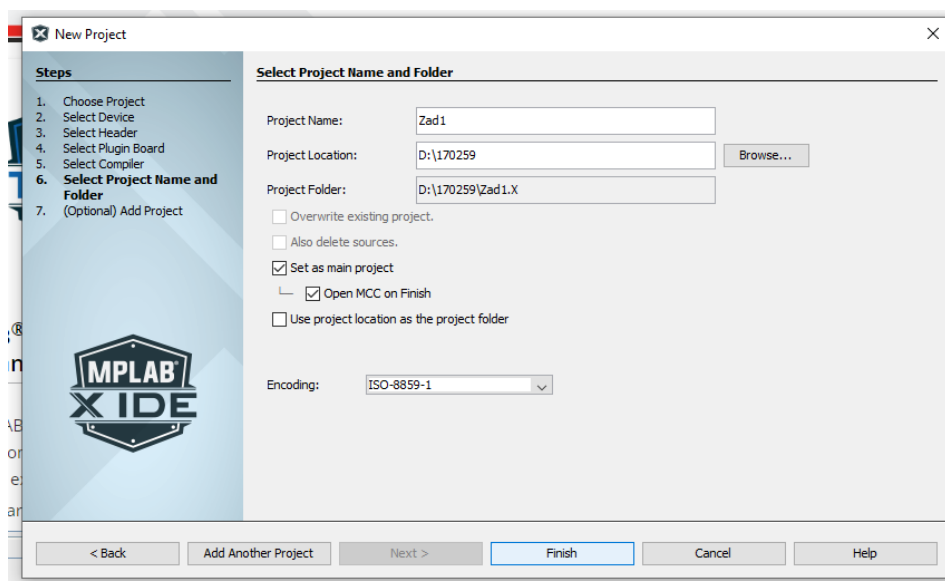 New Project
Steps
1. Choose Project
2. Select Device
3. Select Header
4. Select Plugin Board
5. Select Compiler
6. Select Project Name and
Folder
7. (Optional) Add Project
MPLAB®
X IDE
Select Project Name and Folder
Project Name: Zad1
Project Location: D:\170259 Browse...
Project Folder: D:\170259\Zad1.X
Overwrite existing project.
Also delete sources.
Set as main project
Open MCC on Finish
Use project location as the project folder
Encoding: ISO-8859-1
< Back Add Another Project Next > Finish Cancel Help